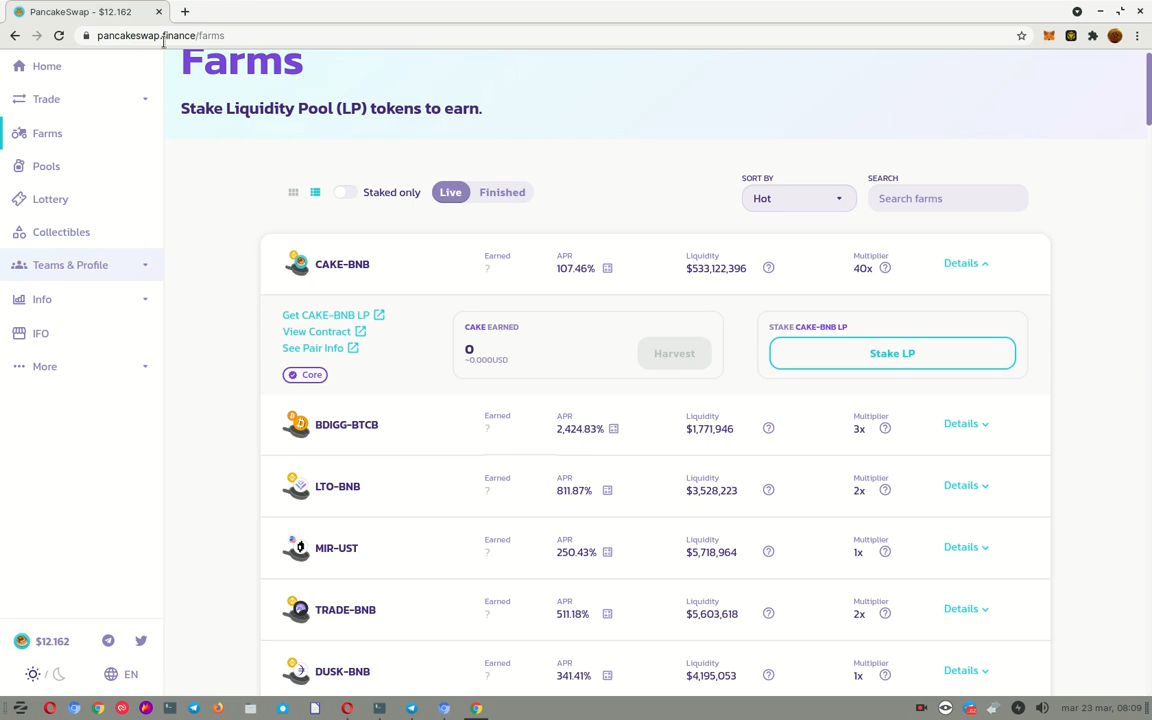 PancakeSwap - $12.162
pancakeswap.finance/farms
Home
Trade
Farms
Pools
Lottery
Collectibles
Teams & Profile
Info
IFO
More
$12.162
EN
Farms
Stake Liquidity Pool (LP) tokens to earn.
Staked only
Live
Finished
SORT BY
Hot
SEARCH
Search farms
CAKE-BNB
Earned
?
APR
107.46%
Liquidity
$533,122,396
Multiplier
40x
Details
Get CAKE-BNB LP
View Contract
See Pair Info
Core
CAKE EARNED
0
~0.000USD
Harvest
STAKE CAKE-BNB LP
Stake LP
BDIGG-BTCB
Earned
?
APR
2,424.83%
Liquidity
$1,771,946
Multiplier
3x
Details
LTO-BNB
Earned
?
APR
811.87%
Liquidity
$3,528,223
Multiplier
2x
Details
MIR-UST
Earned
?
APR
250.43%
Liquidity
$5,718,964
Multiplier
1x
Details
TRADE-BNB
Earned
?
APR
511.18%
Liquidity
$5,603,618
Multiplier
2x
Details
DUSK-BNB
Earned
?
APR
341.41%
Liquidity
$4,195,053
Multiplier
1x
Details
mar 23 mar, 08:09